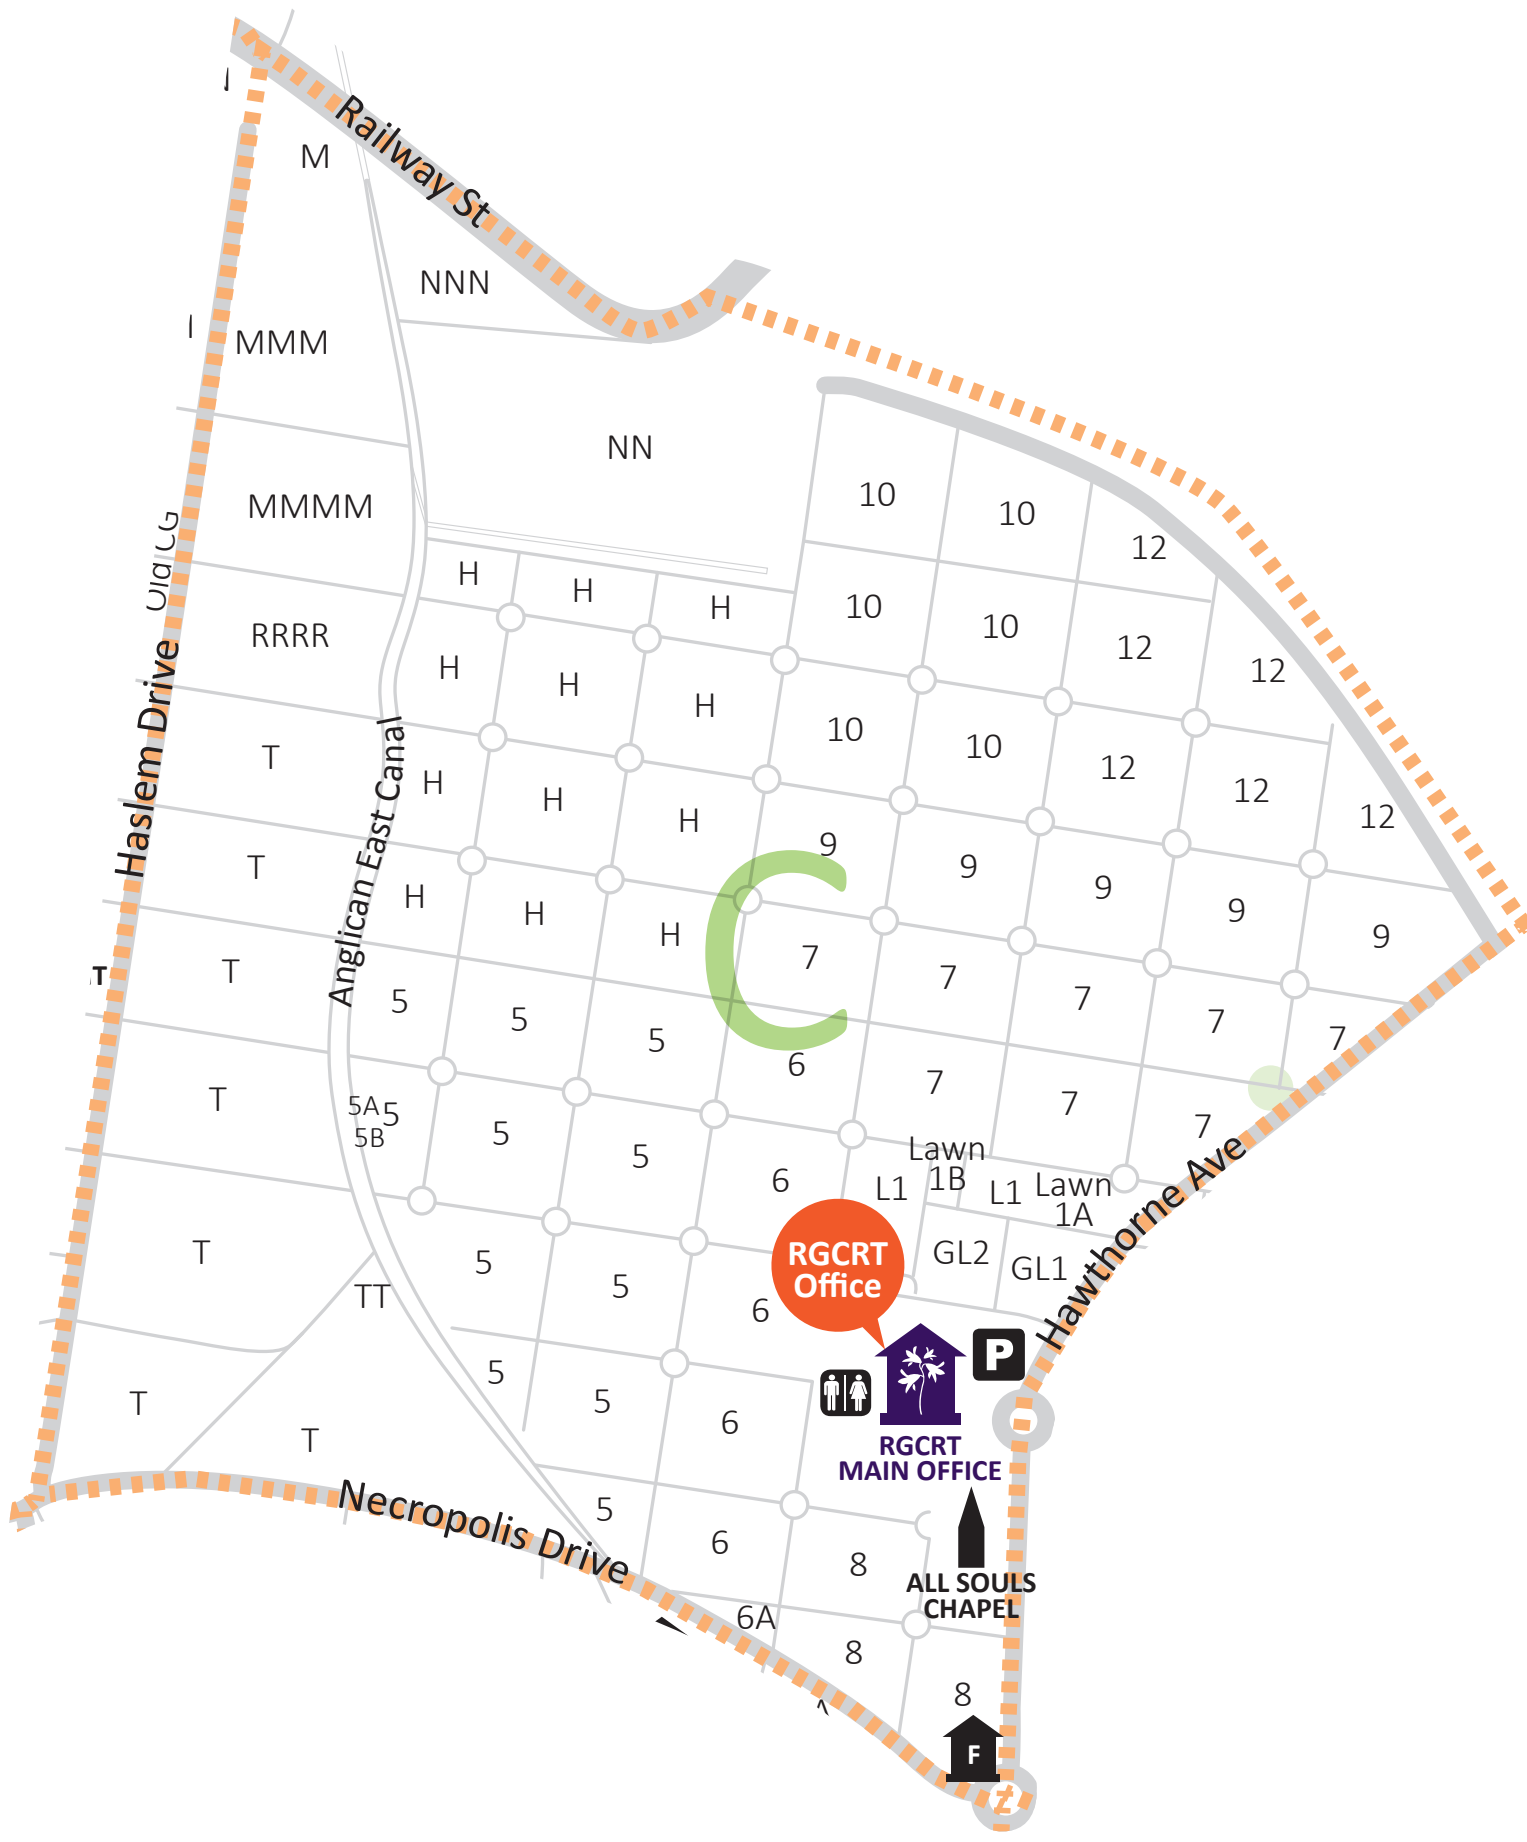 Railway St
M
NNN
MMM
NN
MMMM
10
10
12
H
H
H
10
10
12
12
RRRR
H
H
H
10
10
12
12
12
T
H
H
H
9
9
9
9
9
T
H
H
H
7
7
7
7
7
C
T
T
5
5
5
6
7
7
7
T
5A
5
5B
5
5
6
L1
Lawn
1B
L1
Lawn
1A
T
TT
5
5
6
GL2
GL1
RGCRT
Office
T
T
5
5
6
P
RGCRT
MAIN OFFICE
5
6
8
ALL SOULS
CHAPEL
6A
8
8
F
Haslem Drive
Anglican East Canal
Hawthorne Ave
Necropolis Drive